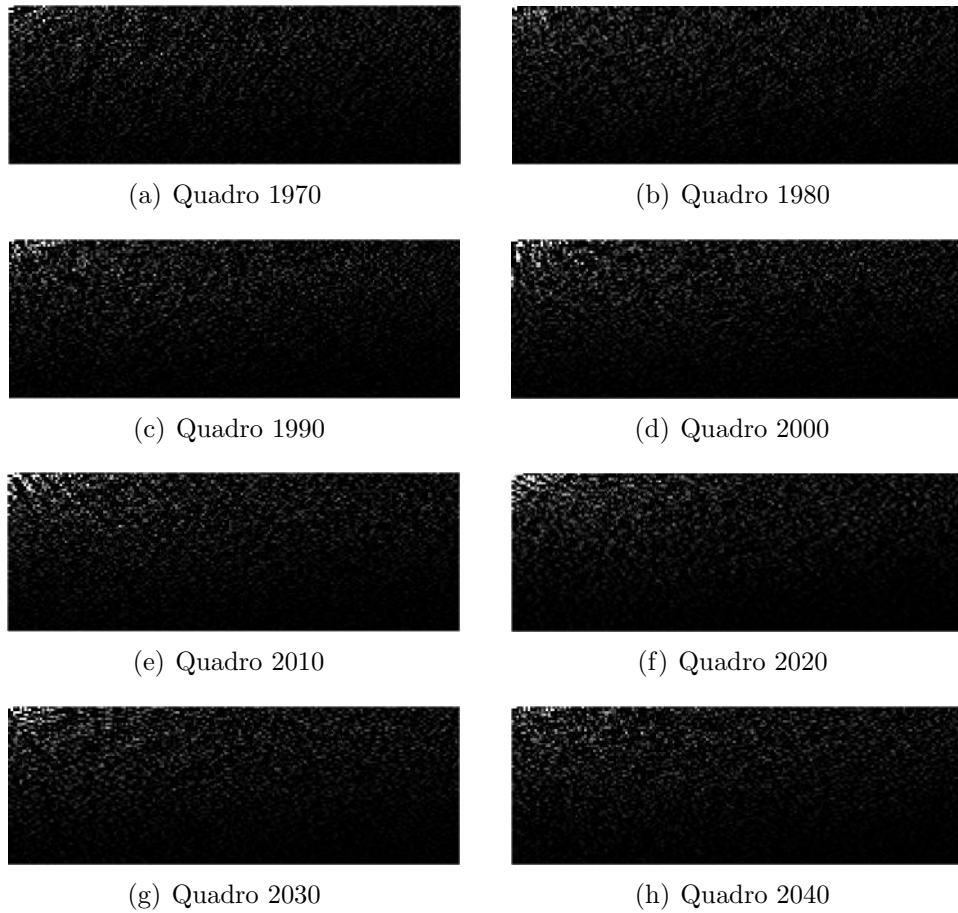 (a) Quadro 1970
(b) Quadro 1980
(c) Quadro 1990
(d) Quadro 2000
(e) Quadro 2010
(f) Quadro 2020
(g) Quadro 2030
(h) Quadro 2040